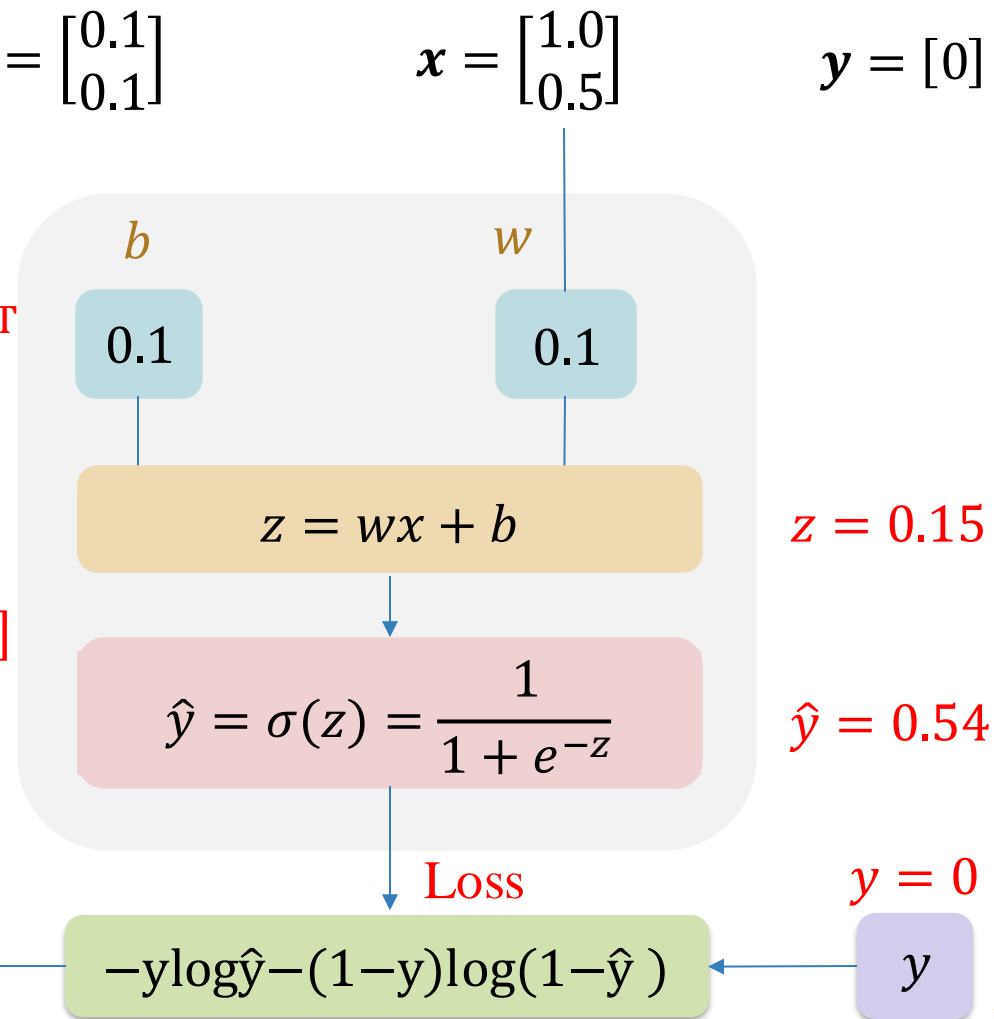 = [0.1 0.1] x = [1.0 0.5] y = [0]
b w
T
0.1 0.1
z = wx + b z = 0.15
]
ŷ = σ(z) = 1 / (1 + e^{−z}) ŷ = 0.54
Loss
y = 0
−ylogŷ−(1−y)log(1−ŷ ) y